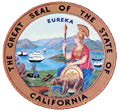 THE GREAT SEAL OF THE STATE OF
CALIFORNIA
EUREKA